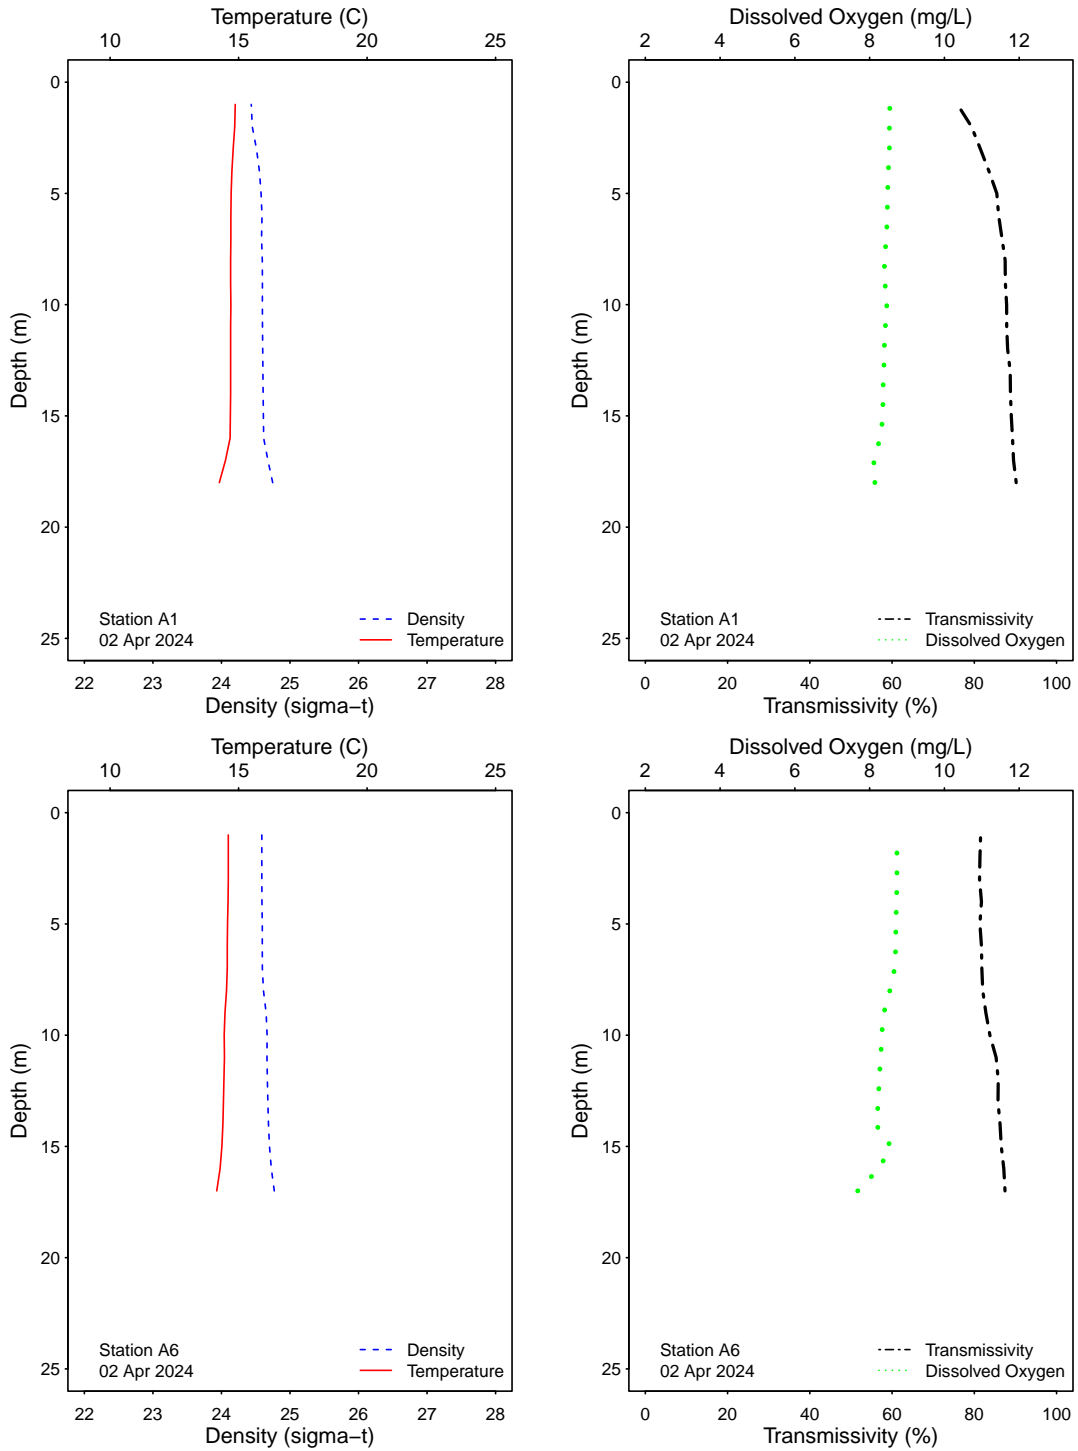 Temperature (C)
10 15 20 25
0
5
10
15
20
25
Depth (m)
Station A1
02 Apr 2024
Density
Temperature
22 23 24 25 26 27 28
Density (sigma−t)
Dissolved Oxygen (mg/L)
2 4 6 8 10 12
0
5
10
15
20
25
Depth (m)
Station A1
02 Apr 2024
Transmissivity
Dissolved Oxygen
0 20 40 60 80 100
Transmissivity (%)
Temperature (C)
10 15 20 25
0
5
10
15
20
25
Depth (m)
Station A6
02 Apr 2024
Density
Temperature
22 23 24 25 26 27 28
Density (sigma−t)
Dissolved Oxygen (mg/L)
2 4 6 8 10 12
0
5
10
15
20
25
Depth (m)
Station A6
02 Apr 2024
Transmissivity
Dissolved Oxygen
0 20 40 60 80 100
Transmissivity (%)